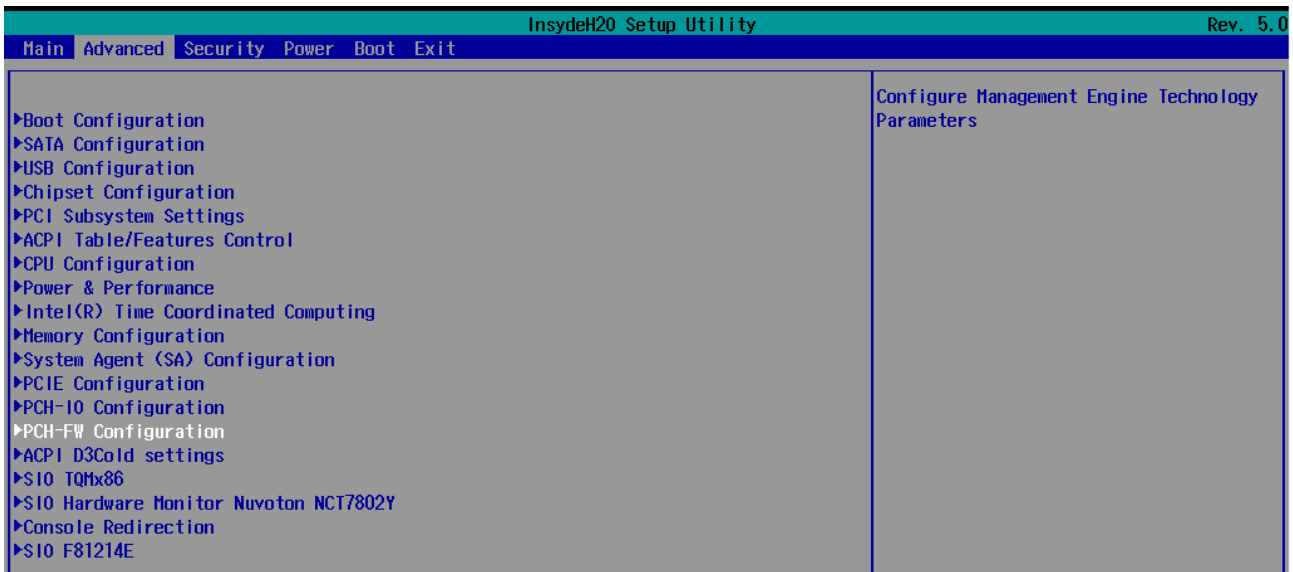 InsydeH20 Setup Utility Rev. 5.0
Main Advanced Security Power Boot Exit
Configure Management Engine Technology
Parameters
▶Boot Configuration
▶SATA Configuration
▶USB Configuration
▶Chipset Configuration
▶PCI Subsystem Settings
▶ACPI Table/Features Control
▶CPU Configuration
▶Power & Performance
▶Intel(R) Time Coordinated Computing
▶Memory Configuration
▶System Agent (SA) Configuration
▶PCIE Configuration
▶PCH-IO Configuration
▶PCH-FW Configuration
▶ACPI D3Cold settings
▶SIO TQMx86
▶SIO Hardware Monitor Nuvoton NCT7802Y
▶Console Redirection
▶SIO F81214E